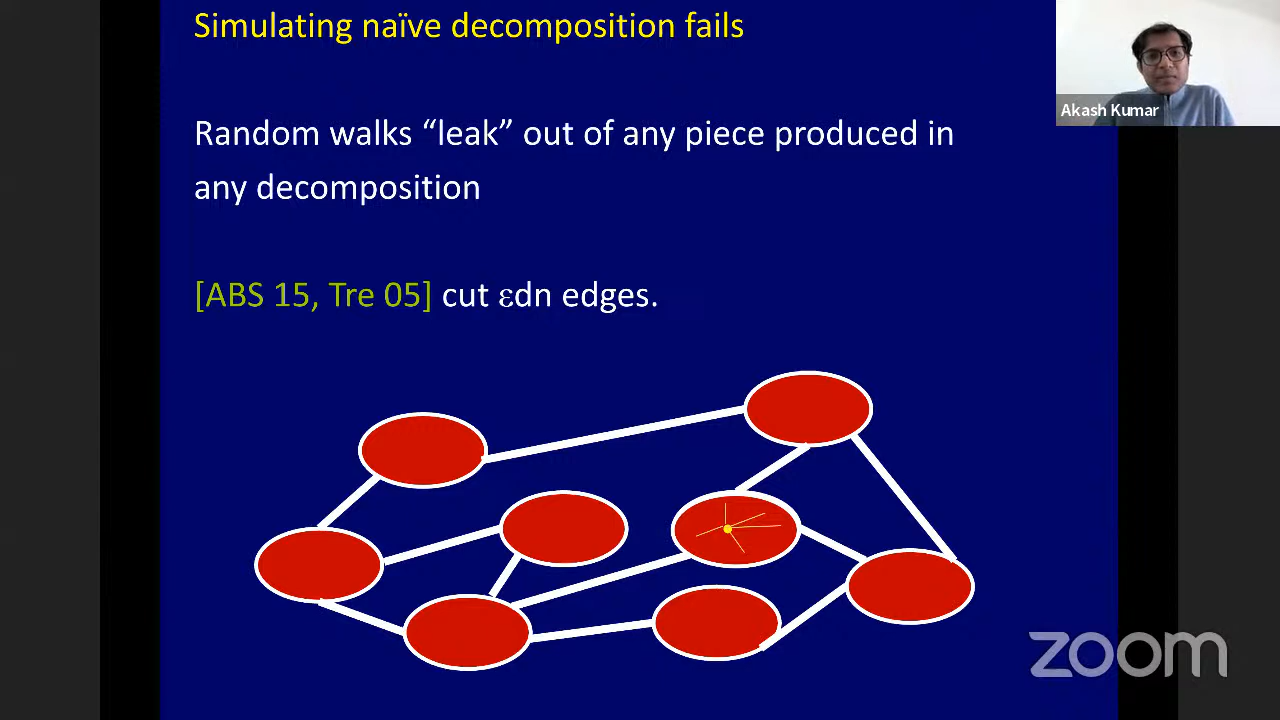 Simulating naïve decomposition fails
Akash Kumar
Random walks “leak” out of any piece produced in
any decomposition
[ABS 15, Tre 05] cut εdn edges.
zoom